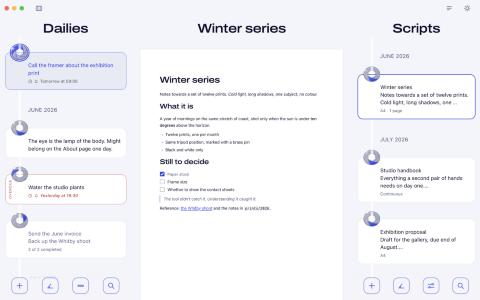 Dailies
Call the framer about the exhibition
print
Tomorrow at 09:00
JUNE 2026
The eye is the lamp of the body. Might
belong on the About page one day.
OVERDUE
Water the studio plants
Yesterday at 18:30
Send the June invoice
Back up the Whitby shoot
2 of 2 completed
Winter series
Winter series
Notes towards a set of twelve prints. Cold light, long shadows, one subject, no colour.
What it is
A year of mornings on the same stretch of coast, shot only when the sun is under ten
degrees above the horizon.
- Twelve prints, one per month
- Same tripod position, marked with a brass pin
- Black and white only
Still to decide
Paper stock
Frame size
Whether to show the contact sheets
The tool didn't catch it. Understanding it caught it.
Reference: the Whitby shoot and the notes in
Scripts
JUNE 2026
Winter series
Notes towards a set of twelve prints.
Cold light, long shadows, one ...
A4 · 1 page
JULY 2026
Studio handbook
Everything a second pair of hands
needs on day one...
Continuous
Exhibition proposal
Draft for the gallery, due end of
August...
A4